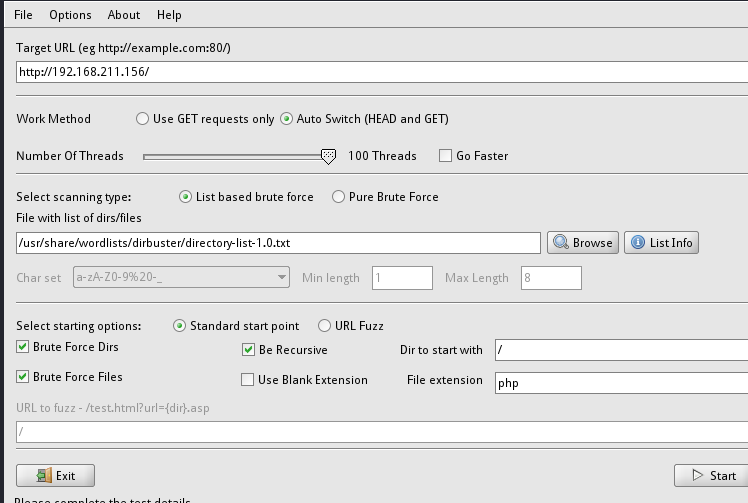 File Options About Help
Target URL (eg http://example.com:80/)
http://192.168.211.156/
Work Method Use GET requests only Auto Switch (HEAD and GET)
Number Of Threads 100 Threads Go Faster
Select scanning type: List based brute force Pure Brute Force
File with list of dirs/files
/usr/share/wordlists/dirbuster/directory-list-1.0.txt Browse List Info
Char set a-zA-Z0-9%20-_ Min length 1 Max Length 8
Select starting options: Standard start point URL Fuzz
Brute Force Dirs Be Recursive Dir to start with /
Brute Force Files Use Blank Extension File extension php
URL to fuzz - /test.html?url={dir}.asp
/
Exit Start
Please complete the test details